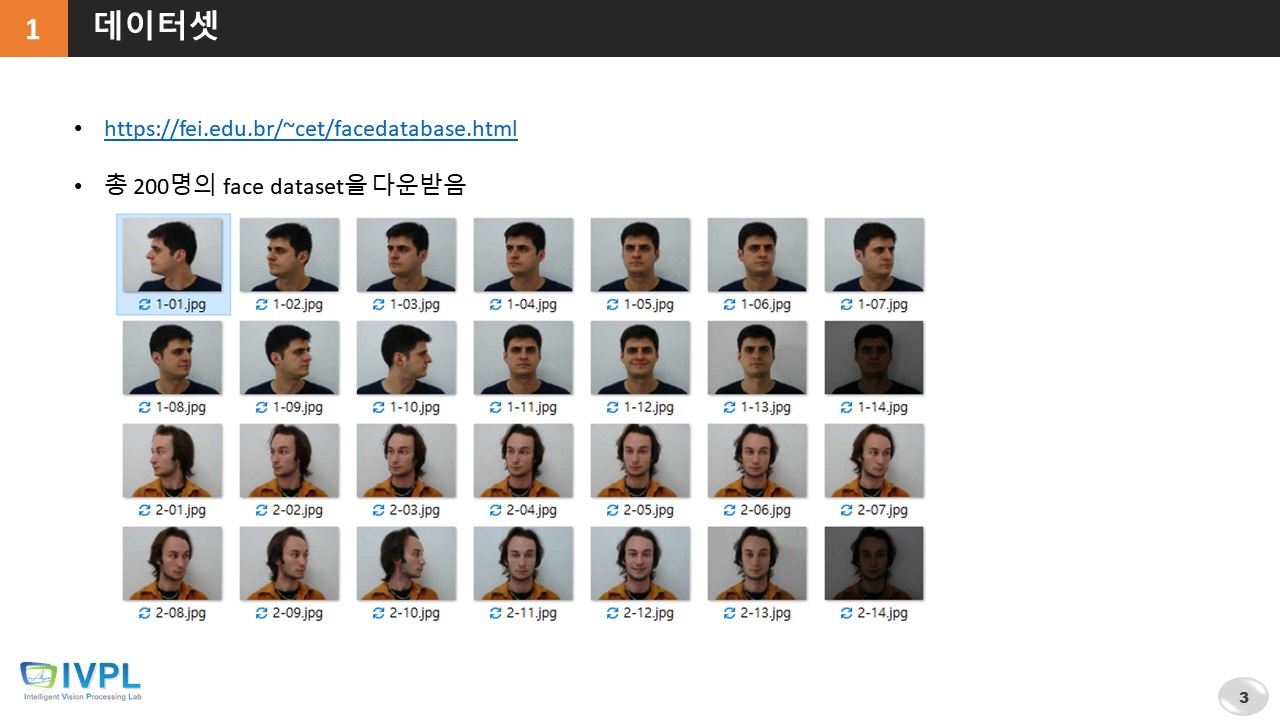 1
데이터셋
• https://fei.edu.br/~cet/facedatabase.html
• 총 200명의 face dataset을 다운받음
1-01.jpg 1-02.jpg 1-03.jpg 1-04.jpg 1-05.jpg 1-06.jpg 1-07.jpg
1-08.jpg 1-09.jpg 1-10.jpg 1-11.jpg 1-12.jpg 1-13.jpg 1-14.jpg
2-01.jpg 2-02.jpg 2-03.jpg 2-04.jpg 2-05.jpg 2-06.jpg 2-07.jpg
2-08.jpg 2-09.jpg 2-10.jpg 2-11.jpg 2-12.jpg 2-13.jpg 2-14.jpg
IVPL
Intelligent Vision Processing Lab
3